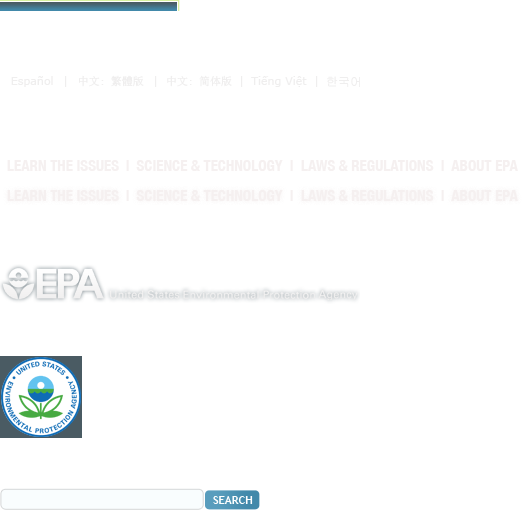 Español | 中文: 繁體版 | 中文: 简体版 | Tiếng Việt | 한국어
LEARN THE ISSUES | SCIENCE & TECHNOLOGY | LAWS & REGULATIONS | ABOUT EPA
LEARN THE ISSUES | SCIENCE & TECHNOLOGY | LAWS & REGULATIONS | ABOUT EPA
EPA United States Environmental Protection Agency
UNITED STATES
ENVIRONMENTAL PROTECTION AGENCY
SEARCH